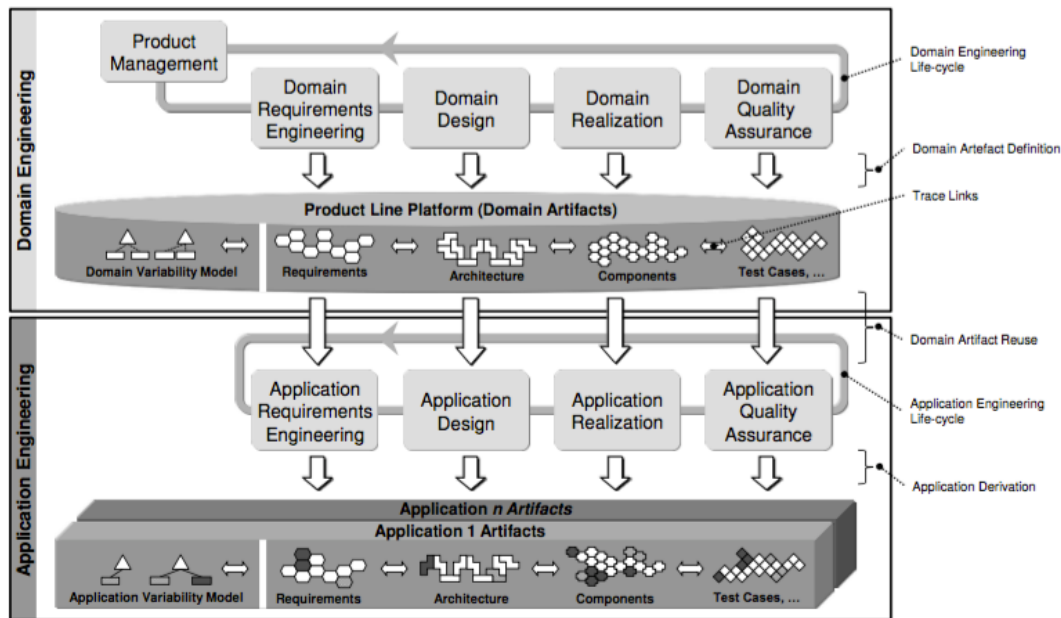 Domain Engineering
Product
Management
Domain
Requirements
Engineering
Domain
Design
Domain
Realization
Domain
Quality
Assurance
Domain Engineering
Life-cycle
Domain Artefact Definition
Trace Links
Product Line Platform (Domain Artifacts)
Domain Variability Model
Requirements
Architecture
Components
Test Cases, ...
Domain Artifact Reuse
Application Engineering
Application
Requirements
Engineering
Application
Design
Application
Realization
Application
Quality
Assurance
Application Engineering
Life-cycle
Application Derivation
Application n Artifacts
Application 1 Artifacts
Application Variability Model
Requirements
Architecture
Components
Test Cases, ...